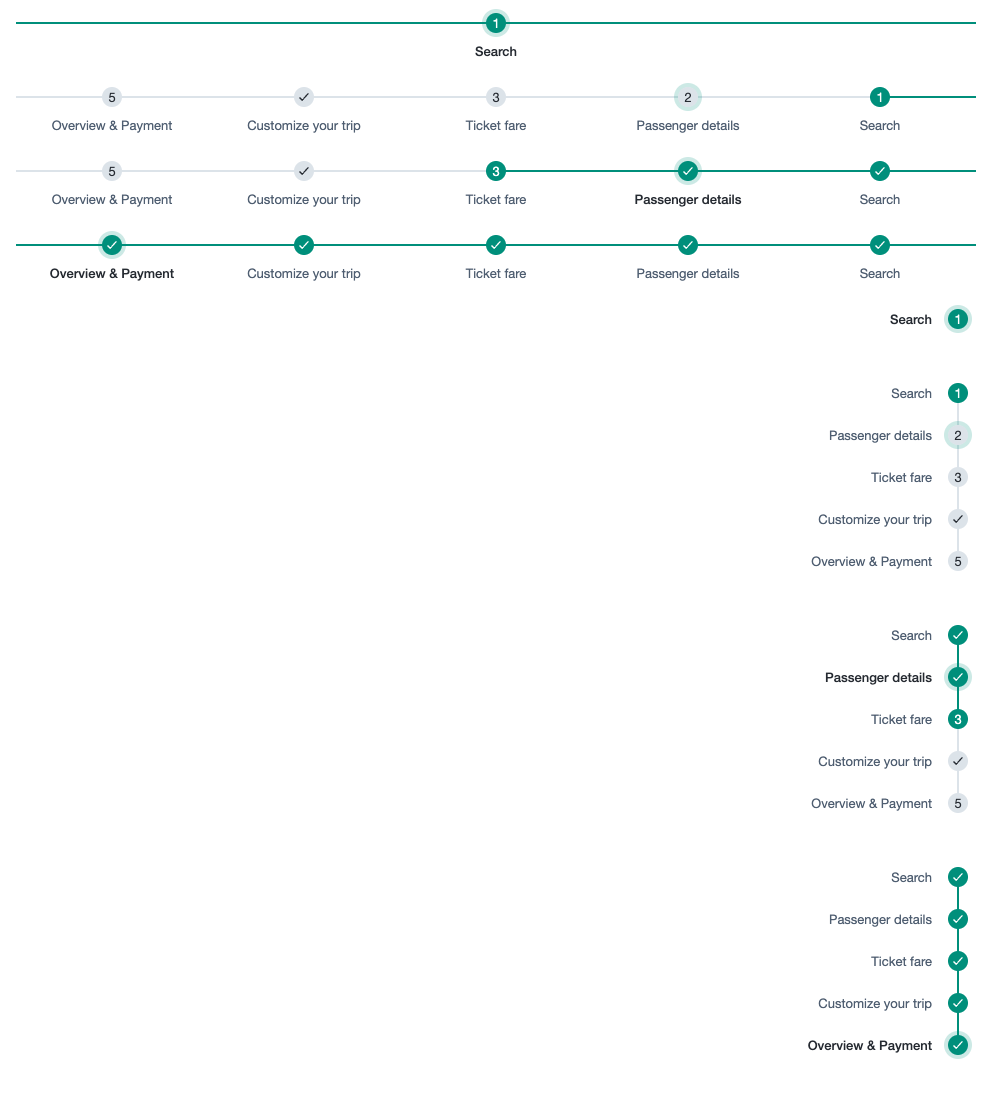 1
Search
5 3 2 1
Overview & Payment Customize your trip Ticket fare Passenger details Search
5 3
Overview & Payment Customize your trip Ticket fare Passenger details Search
Overview & Payment Customize your trip Ticket fare Passenger details Search
Search 1
Search 1
Passenger details 2
Ticket fare 3
Customize your trip
Overview & Payment 5
Search
Passenger details
Ticket fare 3
Customize your trip
Overview & Payment 5
Search
Passenger details
Ticket fare
Customize your trip
Overview & Payment